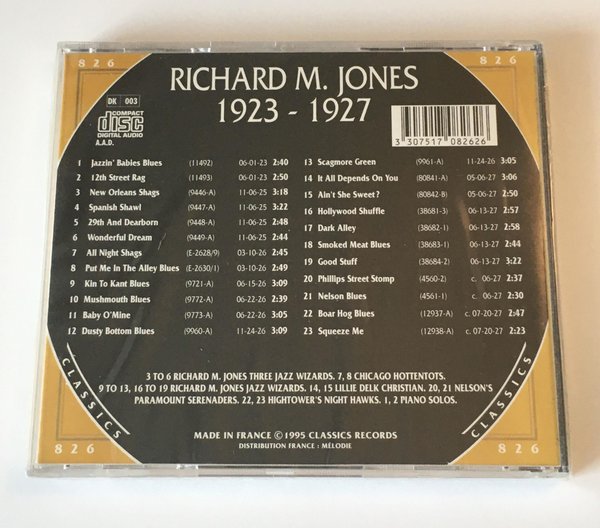 826
826
RICHARD M. JONES
1923 - 1927
DK 003
COMPACT
disc
DIGITAL AUDIO
A.A.D.
3 307517 082626
1 Jazzin' Babies Blues (11492) 06-01-23 2:40
2 12th Street Rag (11493) 06-01-23 2:50
3 New Orleans Shags (9446-A) 11-06-25 3:18
4 Spanish Shawl (9447-A) 11-06-25 3:22
5 29th And Dearborn (9448-A) 11-06-25 2:48
6 Wonderful Dream (9449-A) 11-06-25 2:44
7 All Night Shags (E-2628/9) 03-10-26 2:45
8 Put Me In The Alley Blues (E-2630/1) 03-10-26 2:49
9 Kin To Kant Blues (9721-A) 06-15-26 3:09
10 Mushmouth Blues (9772-A) 06-22-26 2:39
11 Baby O'Mine (9773-A) 06-22-26 3:05
12 Dusty Bottom Blues (9960-A) 11-24-26 3:09
13 Scagmore Green (9961-A) 11-24-26 3:05
14 It All Depends On You (80841-A) 05-06-27 3:06
15 Ain't She Sweet? (80842-B) 05-06-27 2:50
16 Hollywood Shuffle (38681-3) 06-13-27 2:57
17 Dark Alley (38682-1) 06-13-27 2:58
18 Smoked Meat Blues (38683-1) 06-13-27 2:44
19 Good Stuff (38684-2) 06-13-27 3:22
20 Phillips Street Stomp (4560-2) c. 06-27 2:37
21 Nelson Blues (4561-1) c. 06-27 2:30
22 Boar Hog Blues (12937-A) c. 07-20-27 2:47
23 Squeeze Me (12938-A) c. 07-20-27 2:23
3 TO 6 RICHARD M. JONES THREE JAZZ WIZARDS. 7, 8 CHICAGO HOTTENTOTS.
9 TO 13, 16 TO 19 RICHARD M. JONES JAZZ WIZARDS. 14, 15 LILLIE DELK CHRISTIAN. 20, 21 NELSON'S
PARAMOUNT SERENADERS. 22, 23 HIGHTOWER'S NIGHT HAWKS. 1, 2 PIANO SOLOS.
CLASSICS
CLASSICS
MADE IN FRANCE © 1995 CLASSICS RECORDS
DISTRIBUTION FRANCE : MÉLODIE
826
826